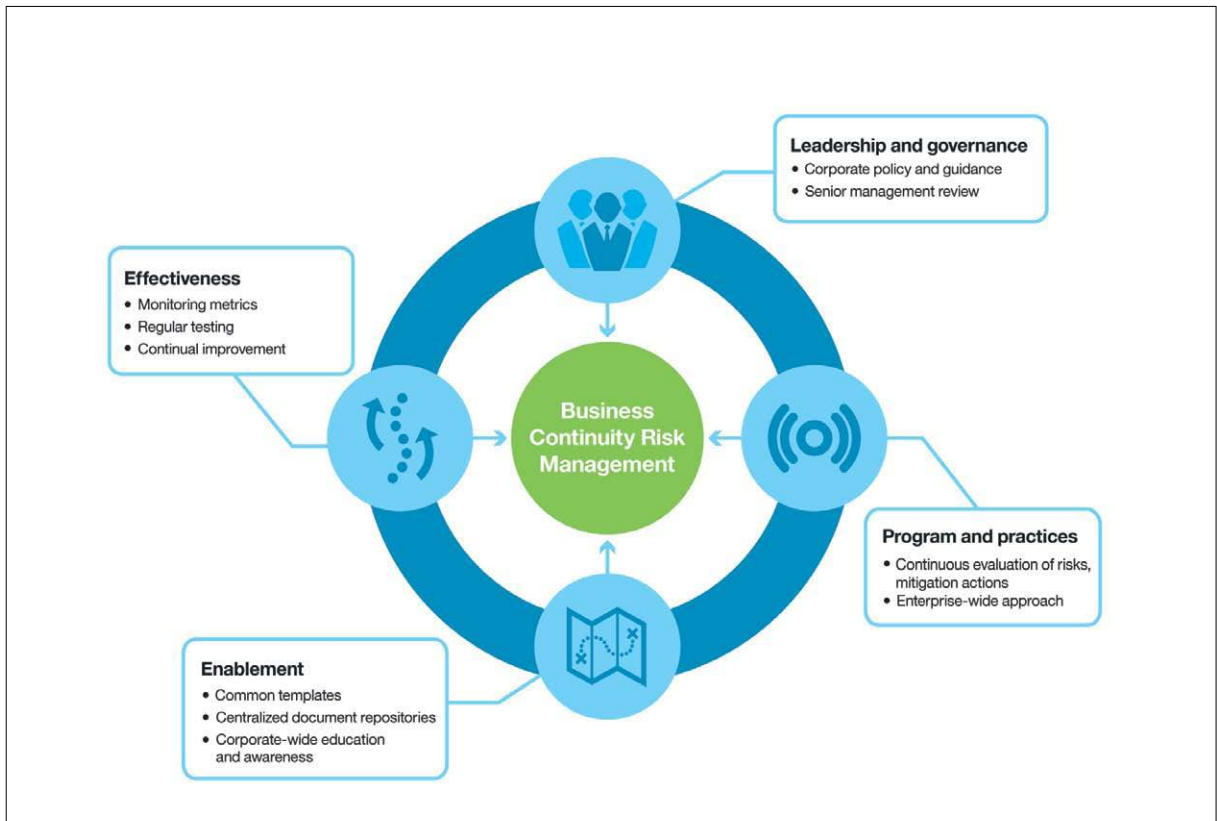 Leadership and governance
• Corporate policy and guidance
• Senior management review
Effectiveness
• Monitoring metrics
• Regular testing
• Continual improvement
Business
Continuity Risk
Management
Program and practices
• Continuous evaluation of risks,
mitigation actions
• Enterprise-wide approach
Enablement
• Common templates
• Centralized document repositories
• Corporate-wide education
and awareness